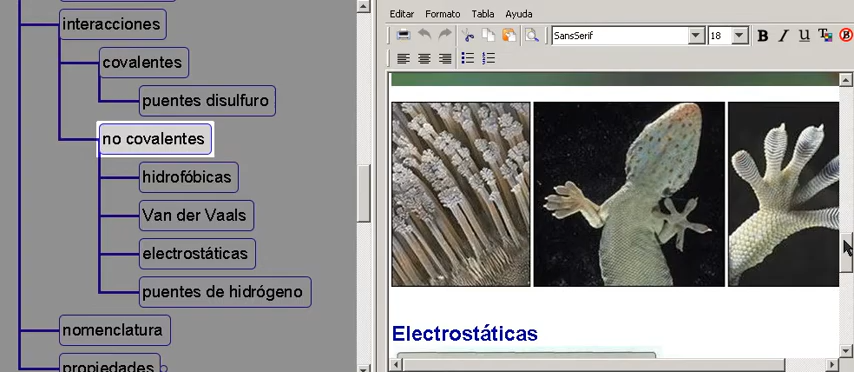 interacciones
covalentes
puentes disulfuro
no covalentes
hidrofóbicas
Van der Vaals
electrostáticas
puentes de hidrógeno
nomenclatura
propiedades
Editar Formato Tabla Ayuda
SansSerif 18 B I U T
Electrostáticas